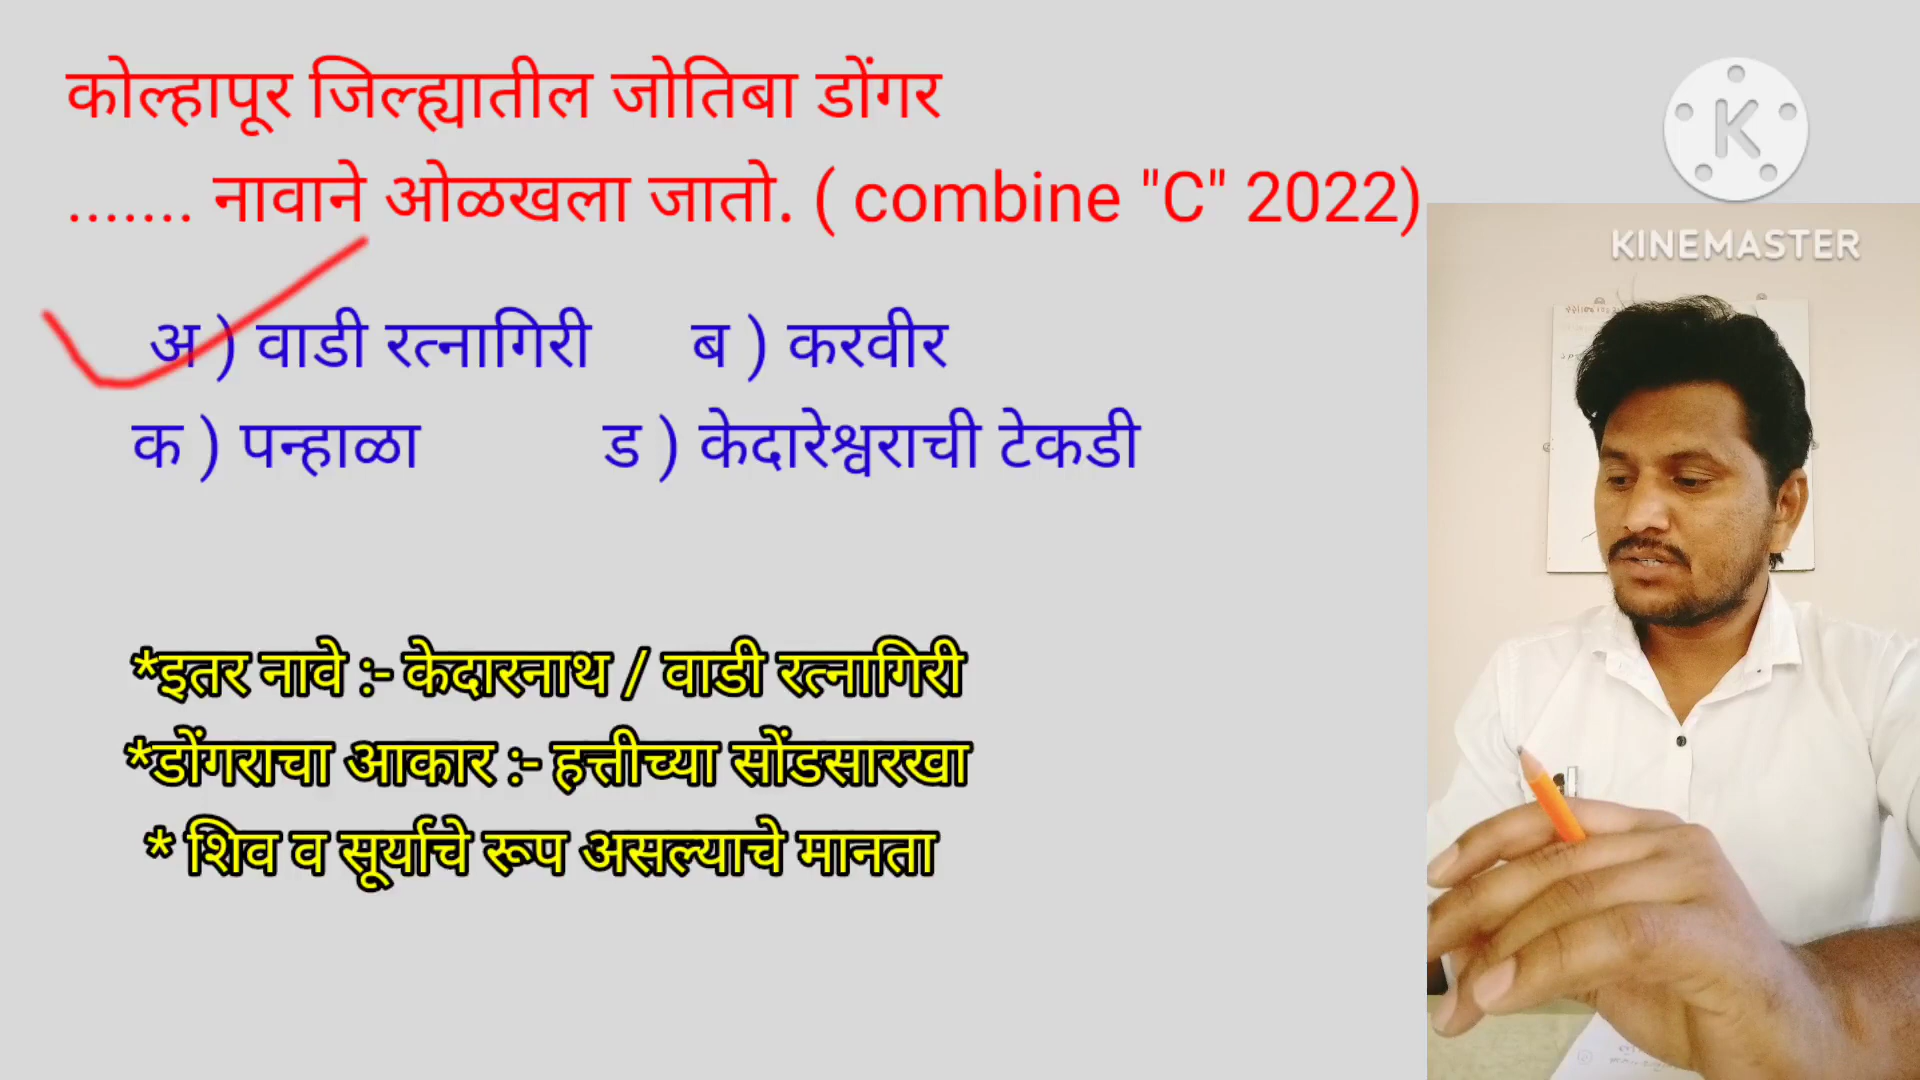 कोल्हापूर जिल्ह्यातील जोतिबा डोंगर
....... नावाने ओळखला जातो. ( combine "C" 2022)
अ ) वाडी रत्नागिरी ब ) करवीर
क ) पन्हाळा ड ) केदारेश्वराची टेकडी
*इतर नावे :- केदारनाथ / वाडी रत्नागिरी
*डोंगराचा आकार :- हत्तीच्या सोंडसारखा
* शिव व सूर्याचे रूप असल्याचे मानता
K
KINEMASTER